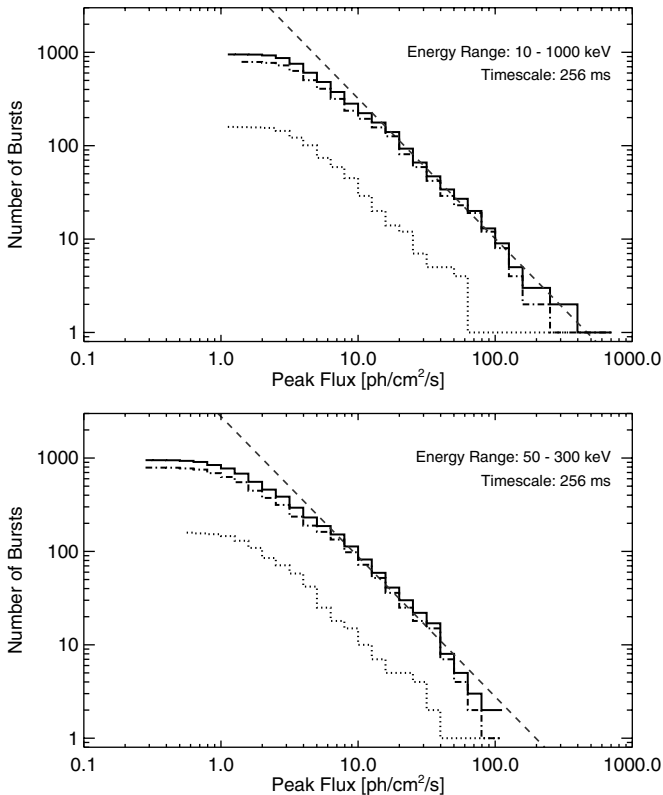 1000
Energy Range: 10 - 1000 keV
Timescale: 256 ms
100
Number of Bursts
10
1
0.1 1.0 10.0 100.0 1000.0
Peak Flux [ph/cm²/s]
1000
Energy Range: 50 - 300 keV
Timescale: 256 ms
100
Number of Bursts
10
1
0.1 1.0 10.0 100.0 1000.0
Peak Flux [ph/cm²/s]